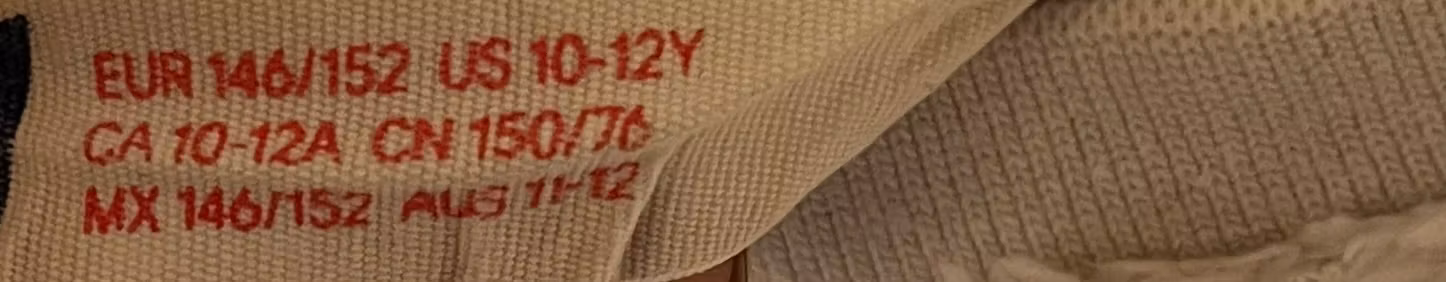 EUR 146/152 US 10-12Y
CA 10-12A CN 150/76
MX 146/152 AUS 11-12